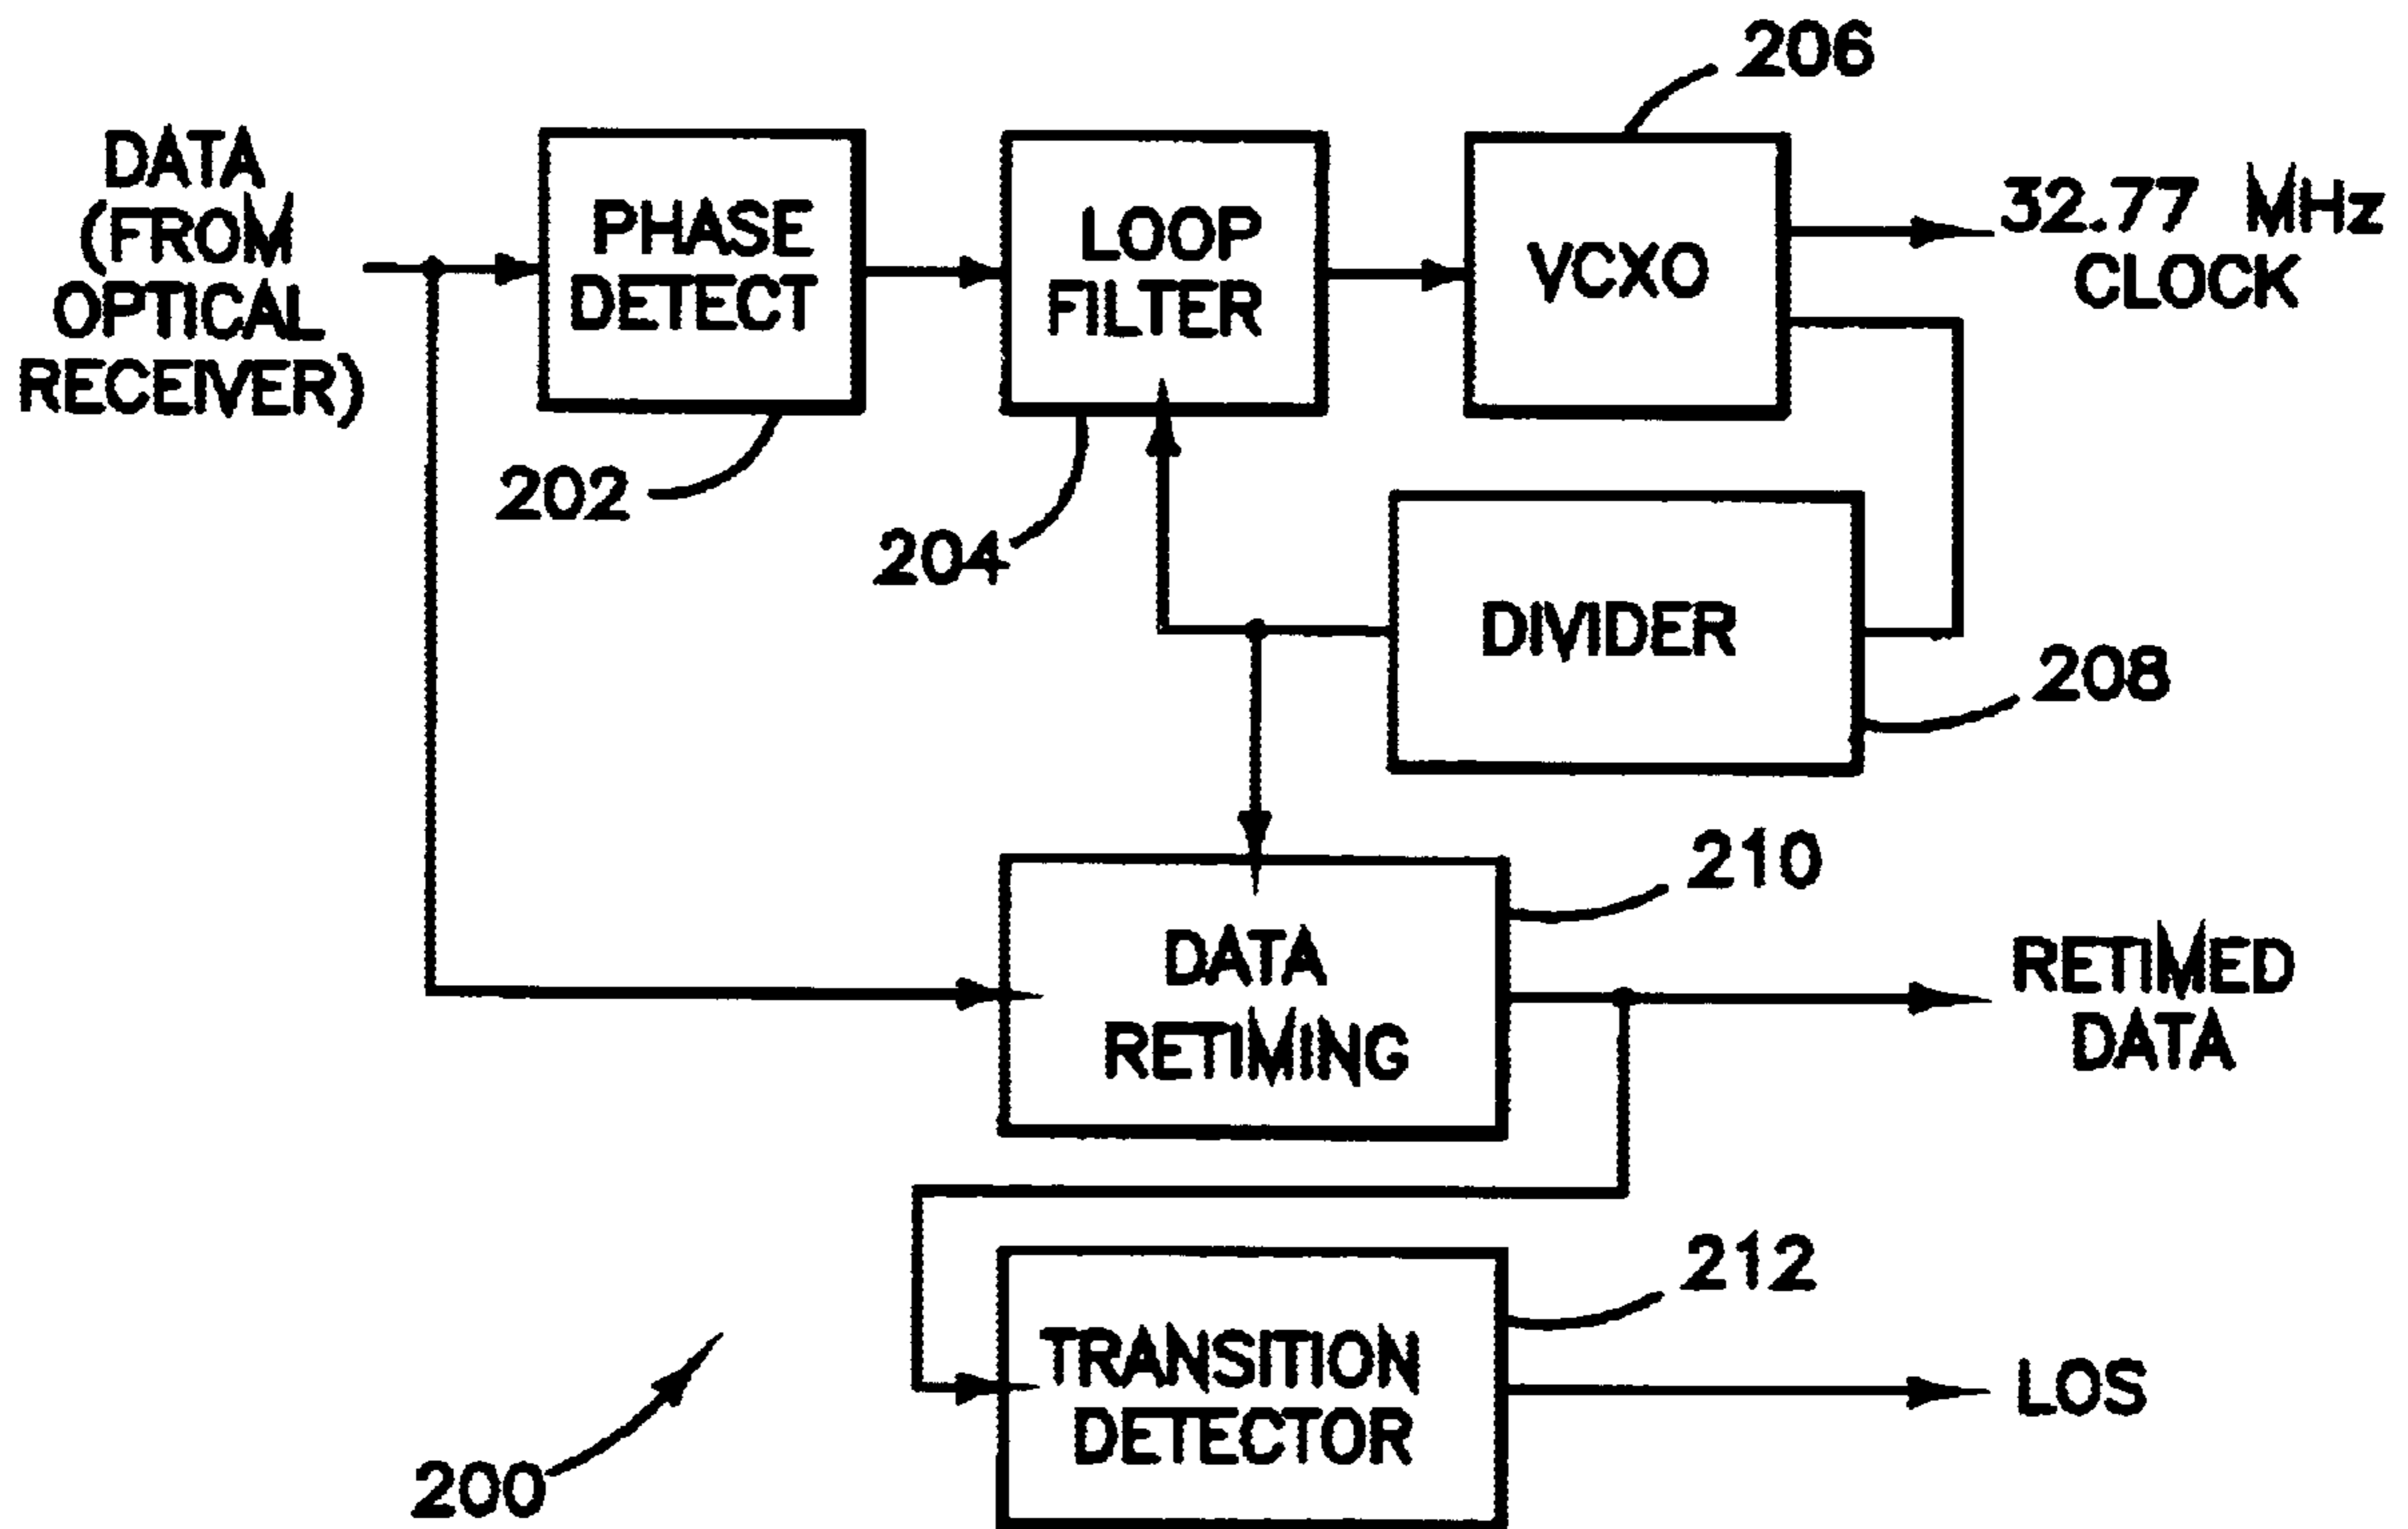 206
DATA
(FROM
OPTICAL
RECEIVER)
PHASE
DETECT
LOOP
FILTER
VCXO
32.77 MHz
CLOCK
202
204
DIVIDER
208
210
DATA
RETIMING
RETIMED
DATA
212
TRANSITION
DETECTOR
LOS
200